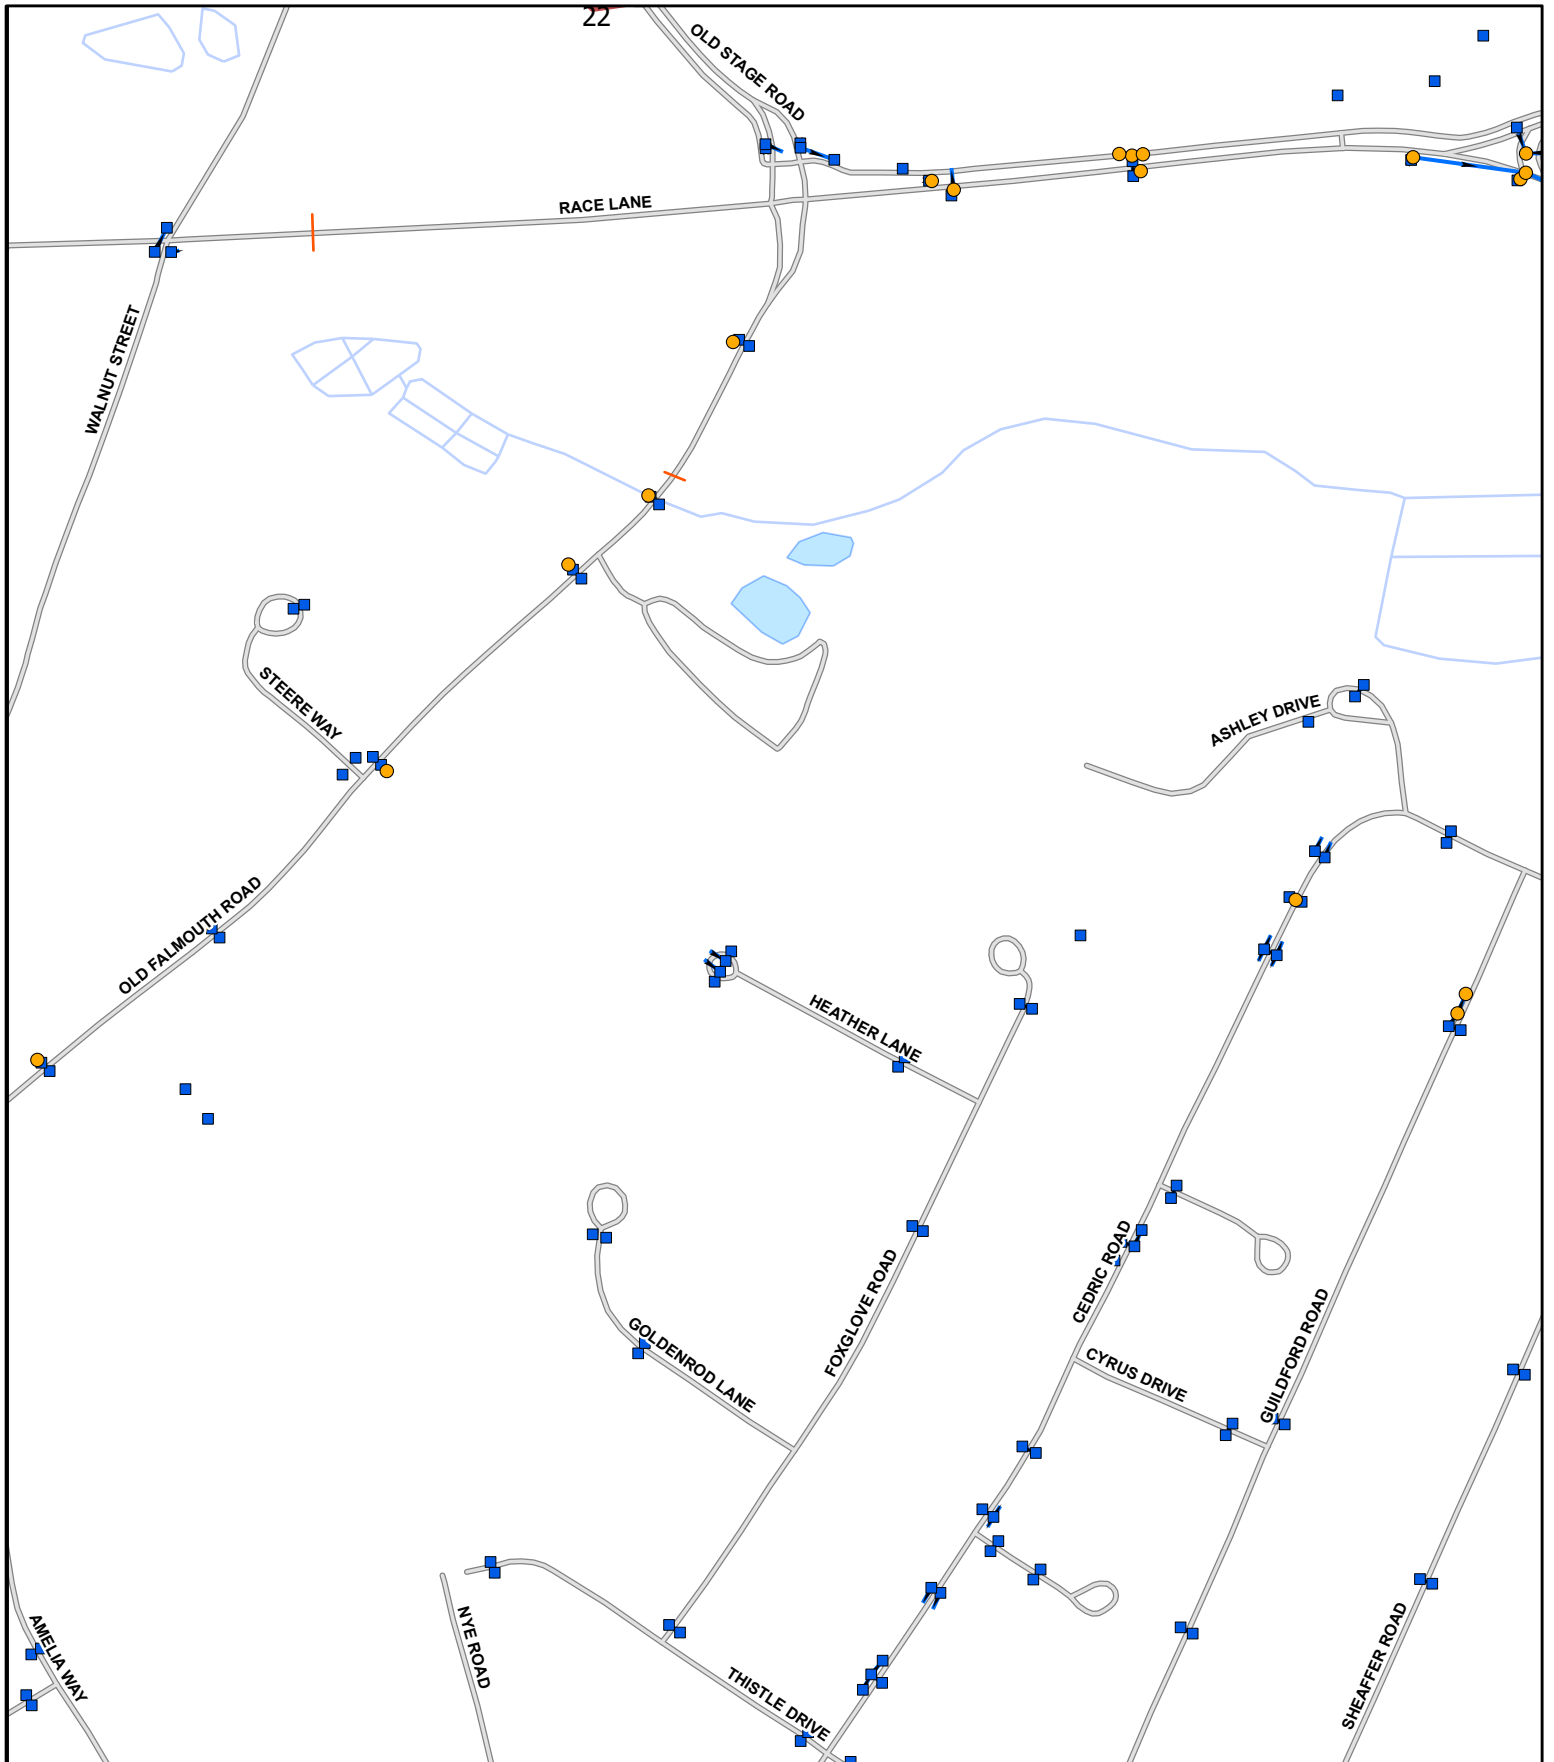 22
OLD STAGE ROAD
RACE LANE
WALNUT STREET
STEERE WAY
ASHLEY DRIVE
OLD FALMOUTH ROAD
HEATHER LANE
CEDRIC ROAD
FOXGLOVE ROAD
GUILDFORD ROAD
GOLDENROD LANE
CYRUS DRIVE
NYE ROAD
AMELIA WAY
SHEAFFER ROAD
THISTLE DRIVE